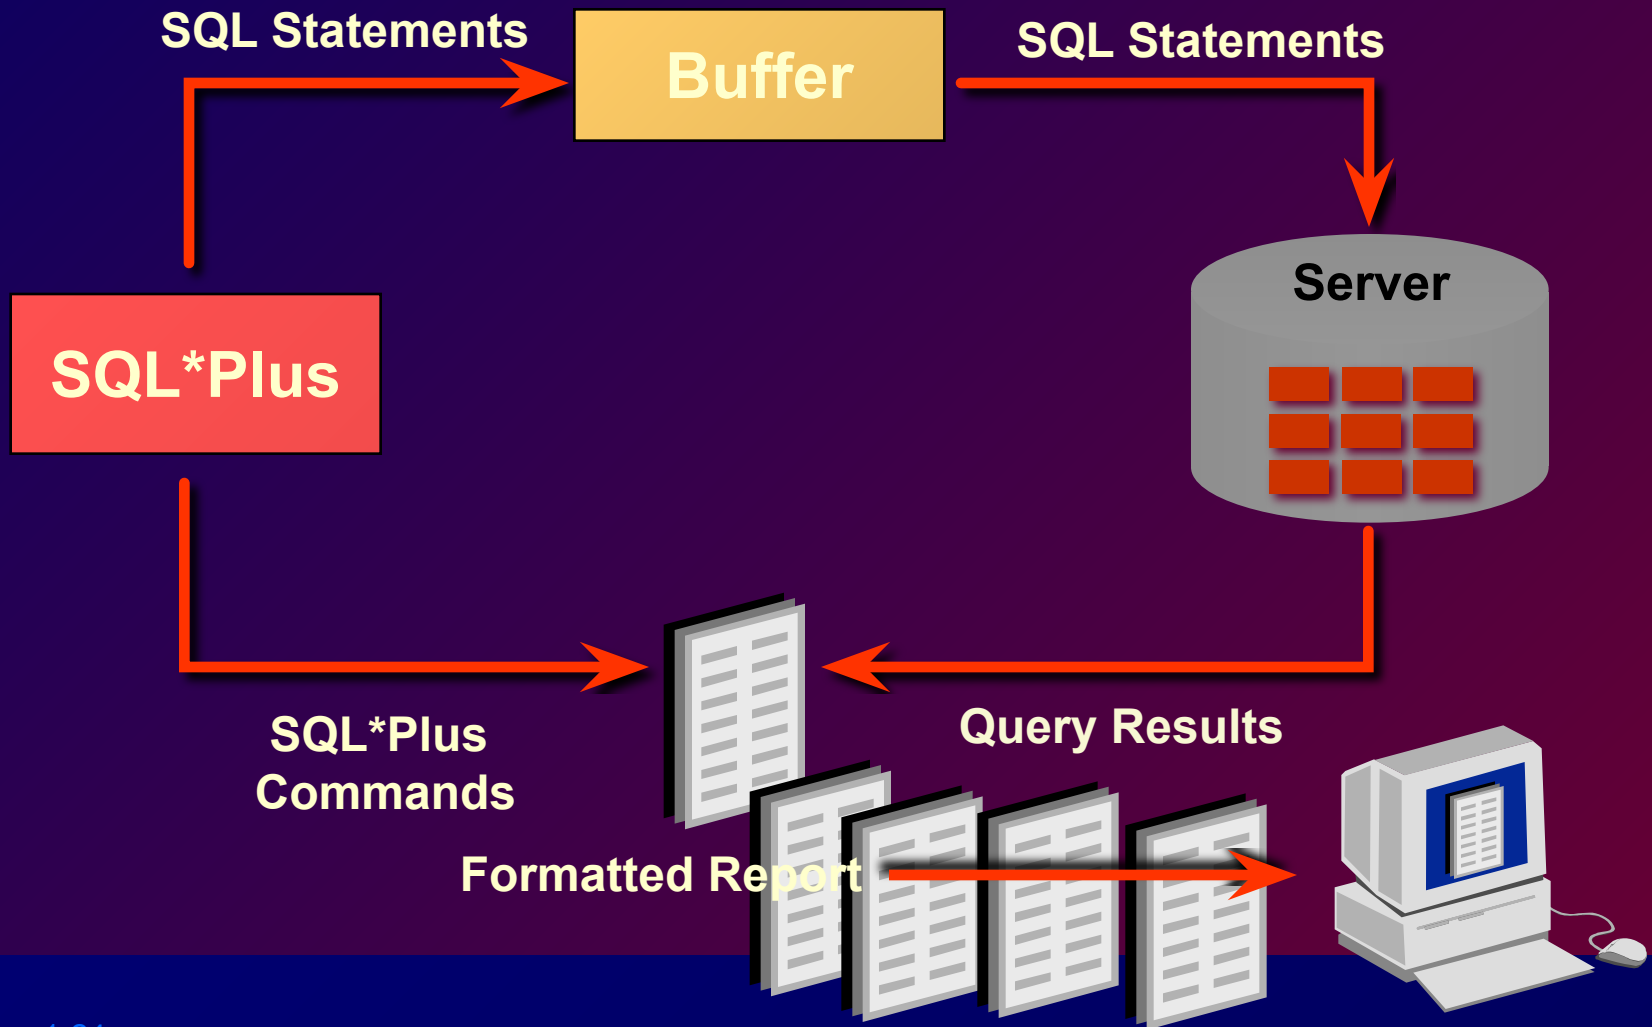 SQL Statements
Buffer
SQL Statements
Server
SQL*Plus
SQL*Plus
Commands
Query Results
Formatted Report